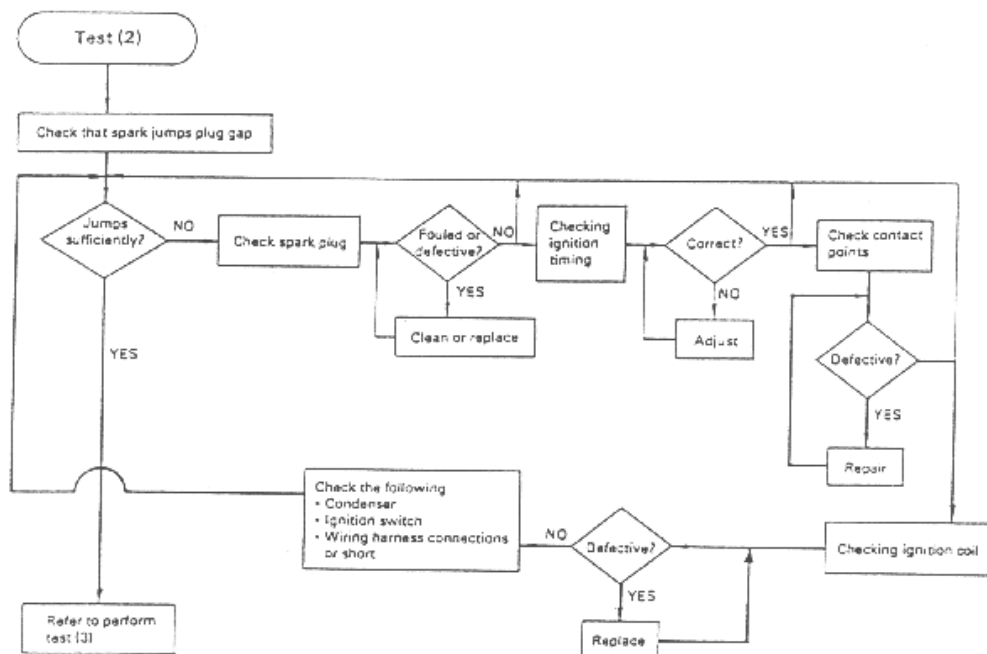 Test (2)
Check that spark jumps plug gap
Jumps
sufficiently?
NO
Check spark plug
Fouled or
defective?
NO
Checking
ignition
timing
Correct?
YES
Check contact
points
YES
Clean or replace
NO
Adjust
YES
Defective?
YES
Repair
Check the following
• Condenser
• Ignition switch
• Wiring harness connections
or short
NO
Defective?
Checking ignition coil
YES
Replace
Refer to perform
test (3)